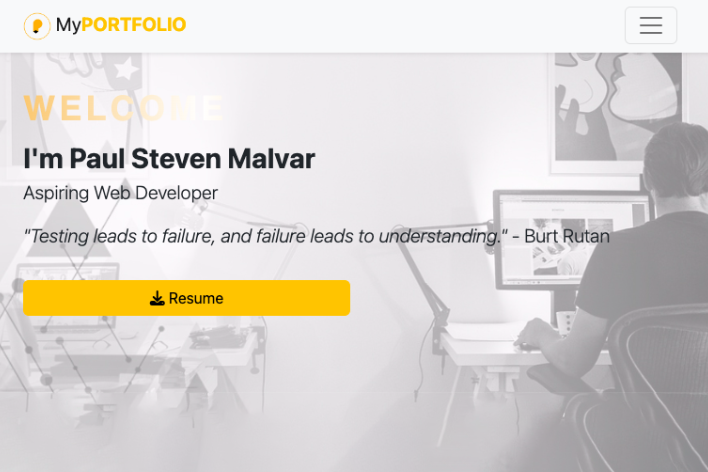 MyPORTFOLIO
WELCOME
I'm Paul Steven Malvar
Aspiring Web Developer
"Testing leads to failure, and failure leads to understanding." - Burt Rutan
Resume